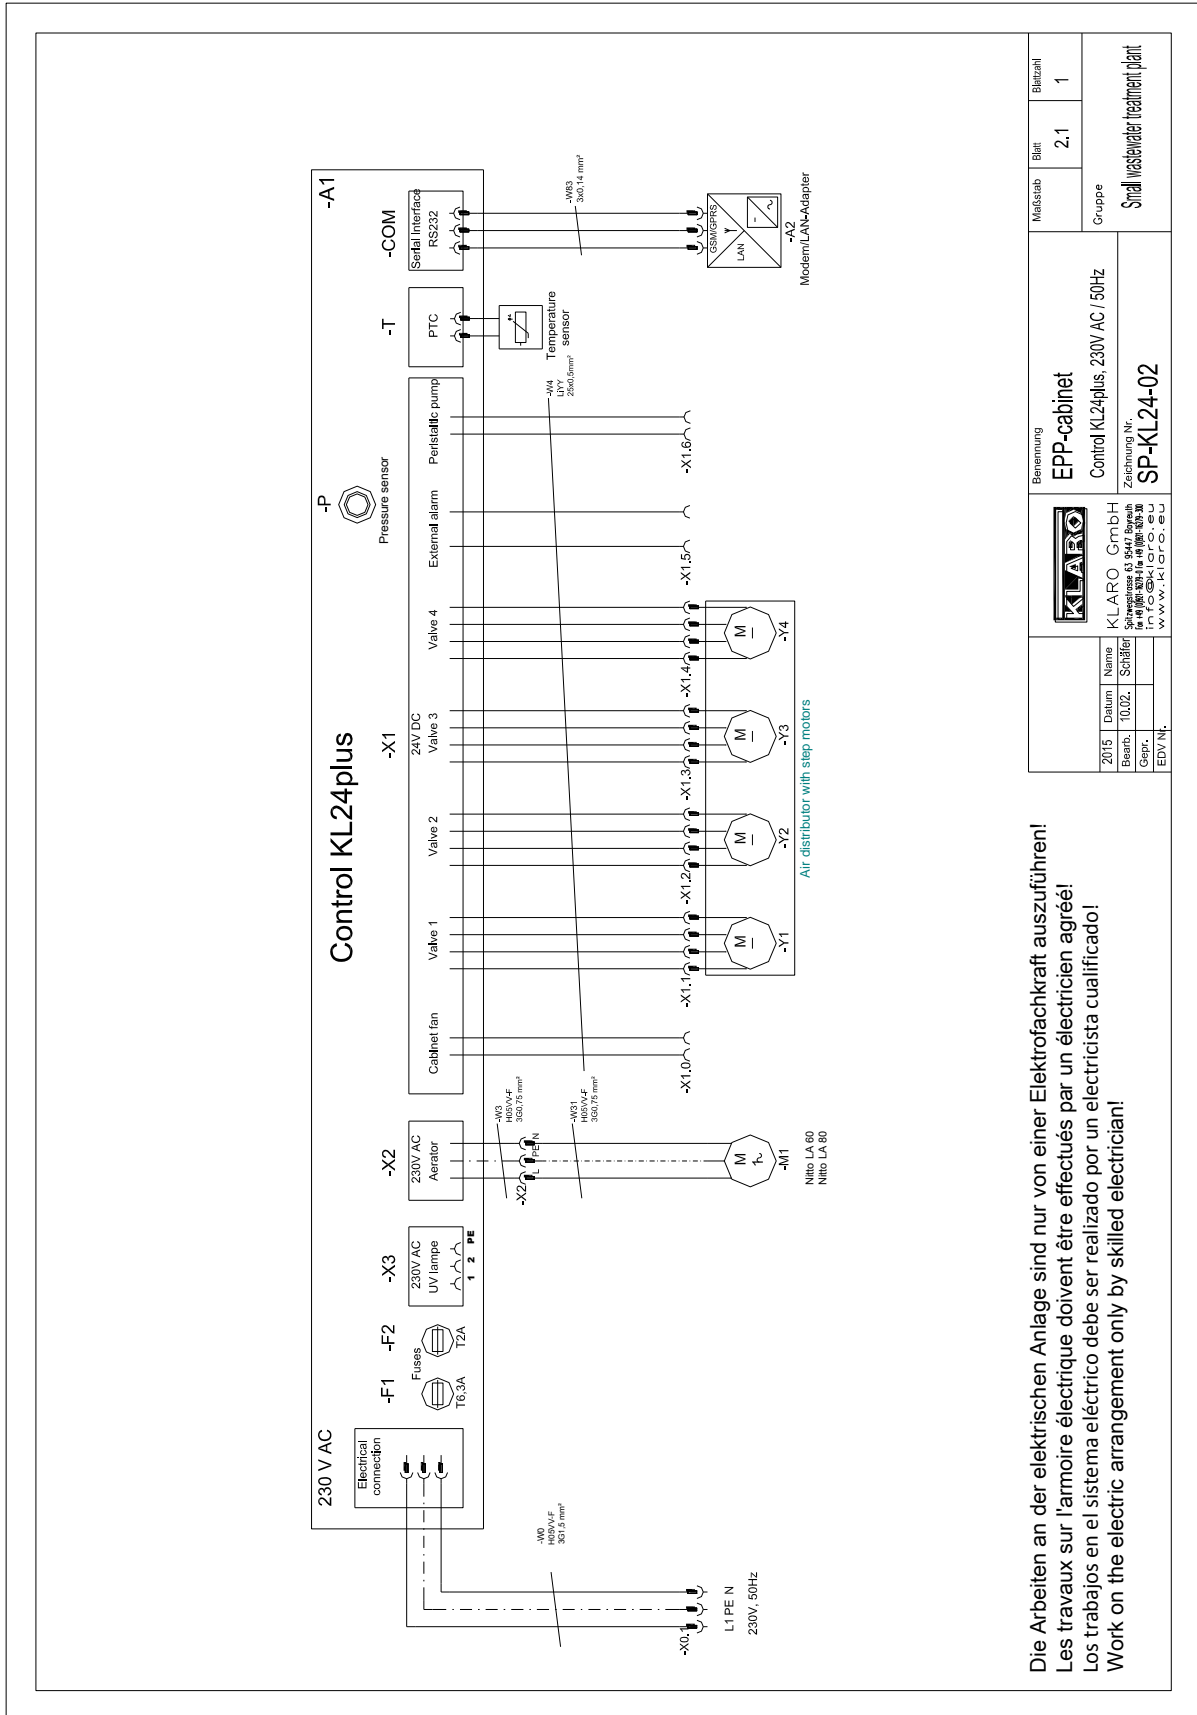 Control KL24plus
-A1
230 V AC
Electrical
connection
-F1
-F2
Fuses
T6,3A
T2A
-X3
230V AC
UV lampe
1 2 PE
-X2
230V AC
Aerator
-X1
24V DC
Cabinet fan
Valve 1
Valve 2
Valve 3
Valve 4
External alarm
Peristaltic pump
-P
Pressure sensor
-T
PTC
-COM
Serial Interface
RS232
-W0
H05VV-F
3G1,5 mm²
-X0.1
L1 PE N
230V, 50Hz
-W3
H05VV-F
3G0,75 mm²
-X2
L PE N
-W31
H05VV-F
3G0,75 mm²
M
-M1
Nitto LA 60
Nitto LA 80
-X1.0
-X1.1
-X1.2
-X1.3
-X1.4
-X1.5
-X1.6
M
-Y1
M
-Y2
M
-Y3
M
-Y4
Air distributor with step motors
-W4
LiYY
25x0,5mm²
Temperature
sensor
-W83
3x0,14 mm²
GSM/GPRS
LAN
-A2
Modem/LAN-Adapter
Die Arbeiten an der elektrischen Anlage sind nur von einer Elektrofachkraft auszuführen!
Les travaux sur l'armoire électrique doivent être effectués par un électricien agréé!
Los trabajos en el sistema eléctrico debe ser realizado por un electricista cualificado!
Work on the electric arrangement only by skilled electrician!
2015 Datum Name
Bearb. 10.02. Schäfer
Gepr.
EDV Nr.
KLARO
KLARO GmbH
Spitzwegstrasse 63 95447 Bayreuth
info@klaro.eu
www.klaro.eu
Benennung
EPP-cabinet
Control KL24plus, 230V AC / 50Hz
Zeichnung Nr.
SP-KL24-02
Maßstab
Blatt
2.1
Blattzahl
1
Gruppe
Small wastewater treatment plant